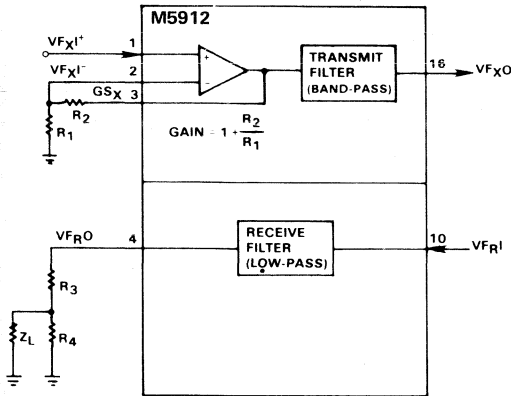 M5912
VFXI+
1
VFXI-
2
GSX 3
R2
R1
+
-
GAIN = 1 + R2/R1
TRANSMIT
FILTER
(BAND-PASS)
16
VFXO
VFRO
4
RECEIVE
FILTER
(LOW-PASS)
10
VFRI
R3
ZL
R4